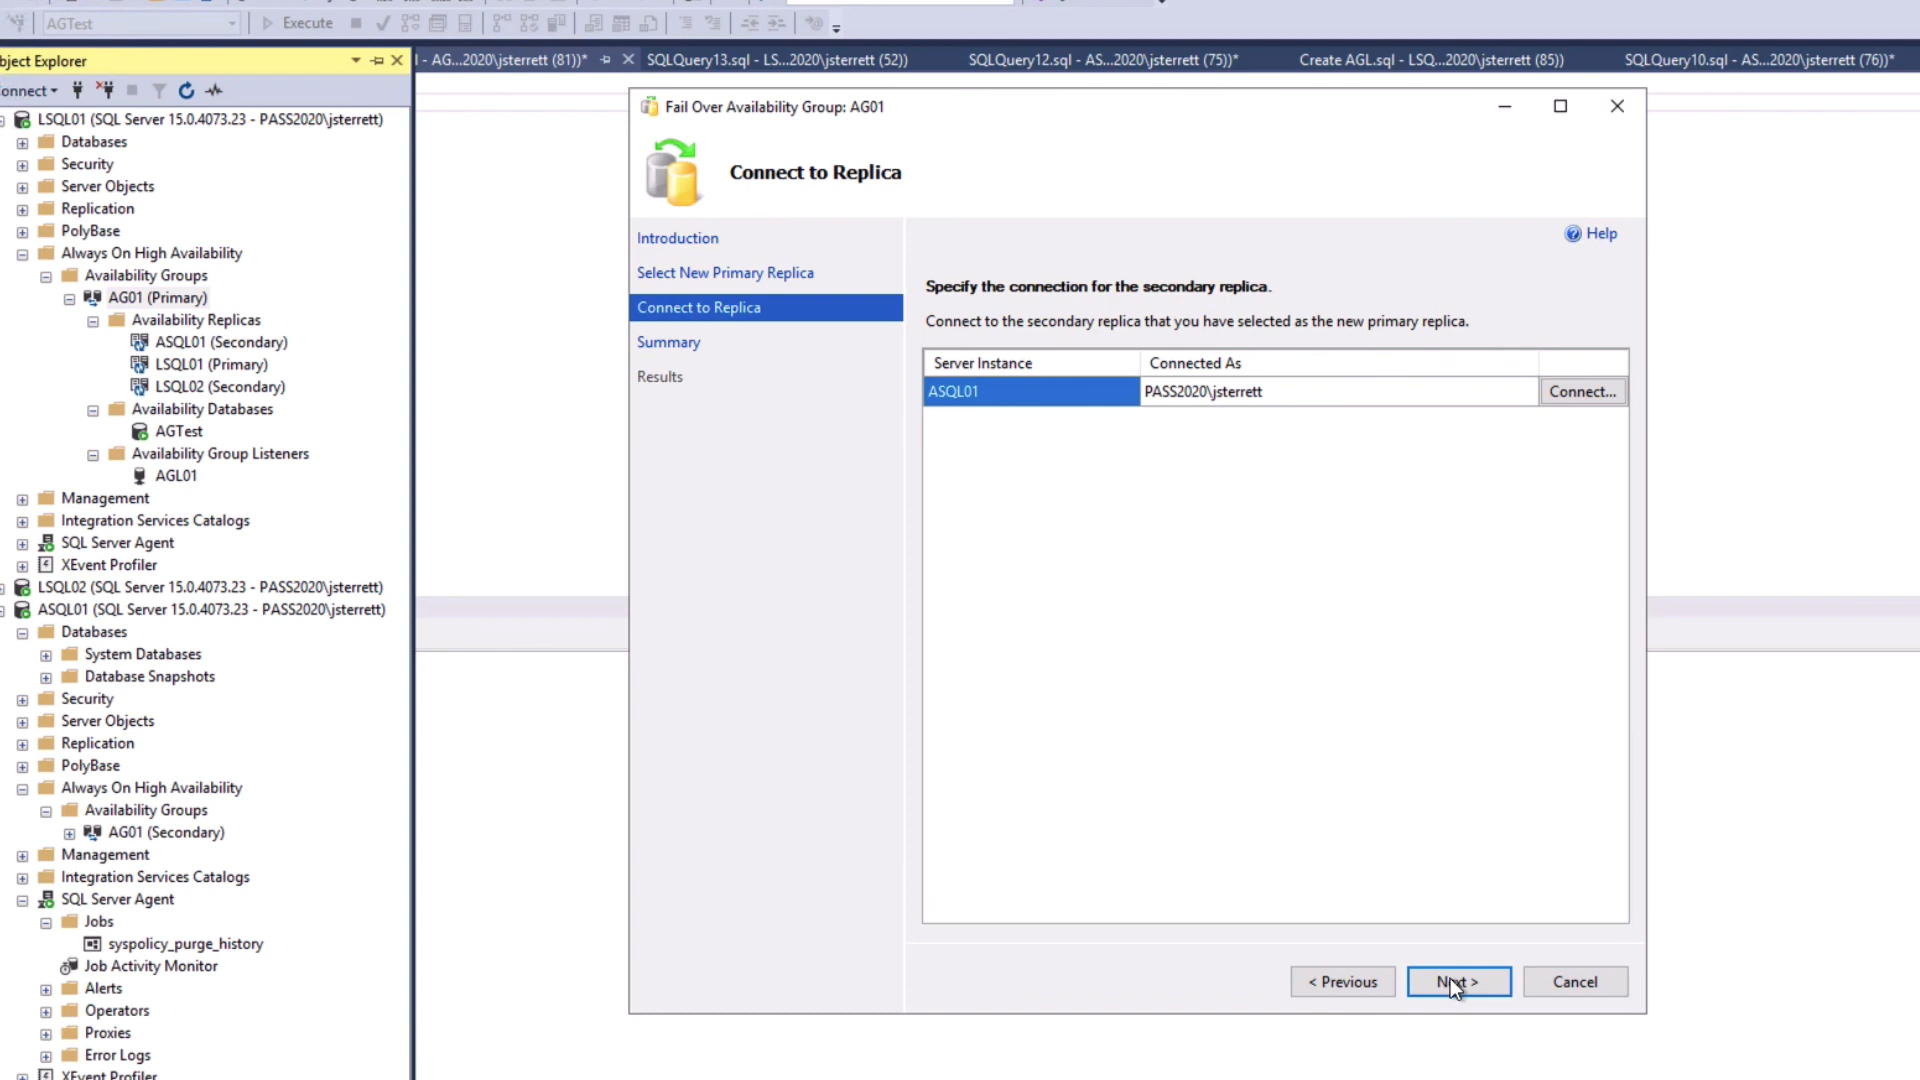 AGTest
Execute
bject Explorer
- AG...2020\jsterrett (81))*
SQLQuery13.sql - LS...2020\jsterrett (52))
SQLQuery12.sql - AS...2020\jsterrett (75))*
Create AGL.sql - LSQ...2020\jsterrett (85))
SQLQuery10.sql - AS...2020\jsterrett (76))*
onnect
LSQL01 (SQL Server 15.0.4073.23 - PASS2020\jsterrett)
Databases
Security
Server Objects
Replication
PolyBase
Always On High Availability
Availability Groups
AG01 (Primary)
Availability Replicas
ASQL01 (Secondary)
LSQL01 (Primary)
LSQL02 (Secondary)
Availability Databases
AGTest
Availability Group Listeners
AGL01
Management
Integration Services Catalogs
SQL Server Agent
XEvent Profiler
LSQL02 (SQL Server 15.0.4073.23 - PASS2020\jsterrett)
ASQL01 (SQL Server 15.0.4073.23 - PASS2020\jsterrett)
Databases
System Databases
Database Snapshots
Security
Server Objects
Replication
PolyBase
Always On High Availability
Availability Groups
AG01 (Secondary)
Management
Integration Services Catalogs
SQL Server Agent
Jobs
syspolicy_purge_history
Job Activity Monitor
Alerts
Operators
Proxies
Error Logs
XEvent Profiler
Fail Over Availability Group: AG01
Connect to Replica
Introduction
Select New Primary Replica
Connect to Replica
Summary
Results
Help
Specify the connection for the secondary replica.
Connect to the secondary replica that you have selected as the new primary replica.
Server Instance
Connected As
ASQL01
PASS2020\jsterrett
Connect...
< Previous
Next >
Cancel